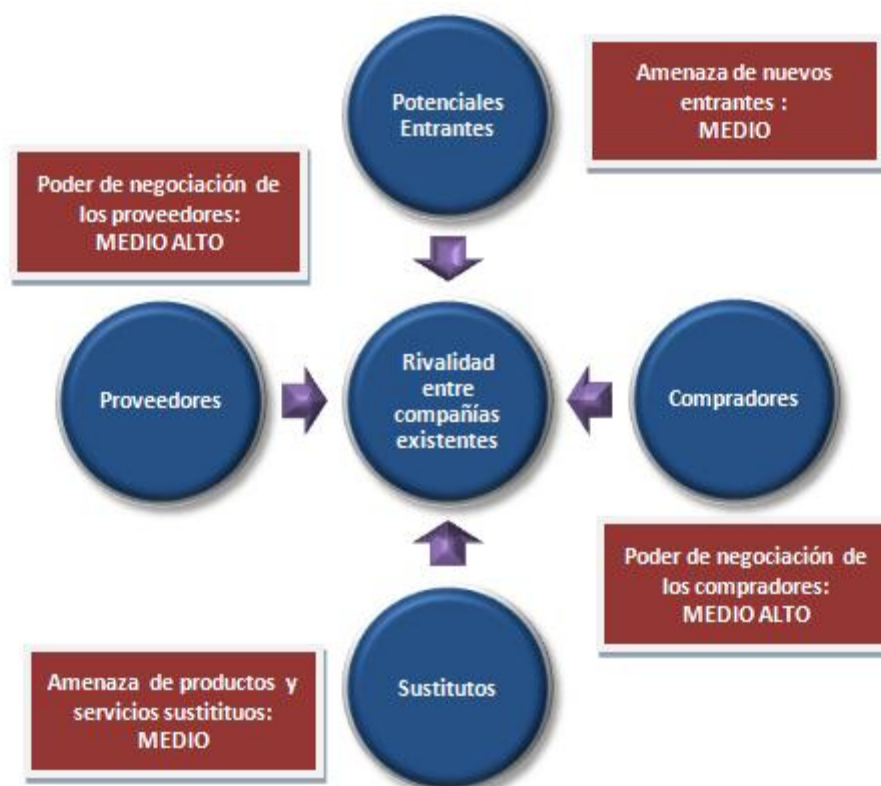 Potenciales
Entrantes
Amenaza de nuevos
entrantes :
MEDIO
Poder de negociación de
los proveedores:
MEDIO ALTO
Proveedores
Rivalidad
entre
compañías
existentes
Compradores
Poder de negociación de
los compradores:
MEDIO ALTO
Amenaza de productos y
servicios sustitituos:
MEDIO
Sustitutos